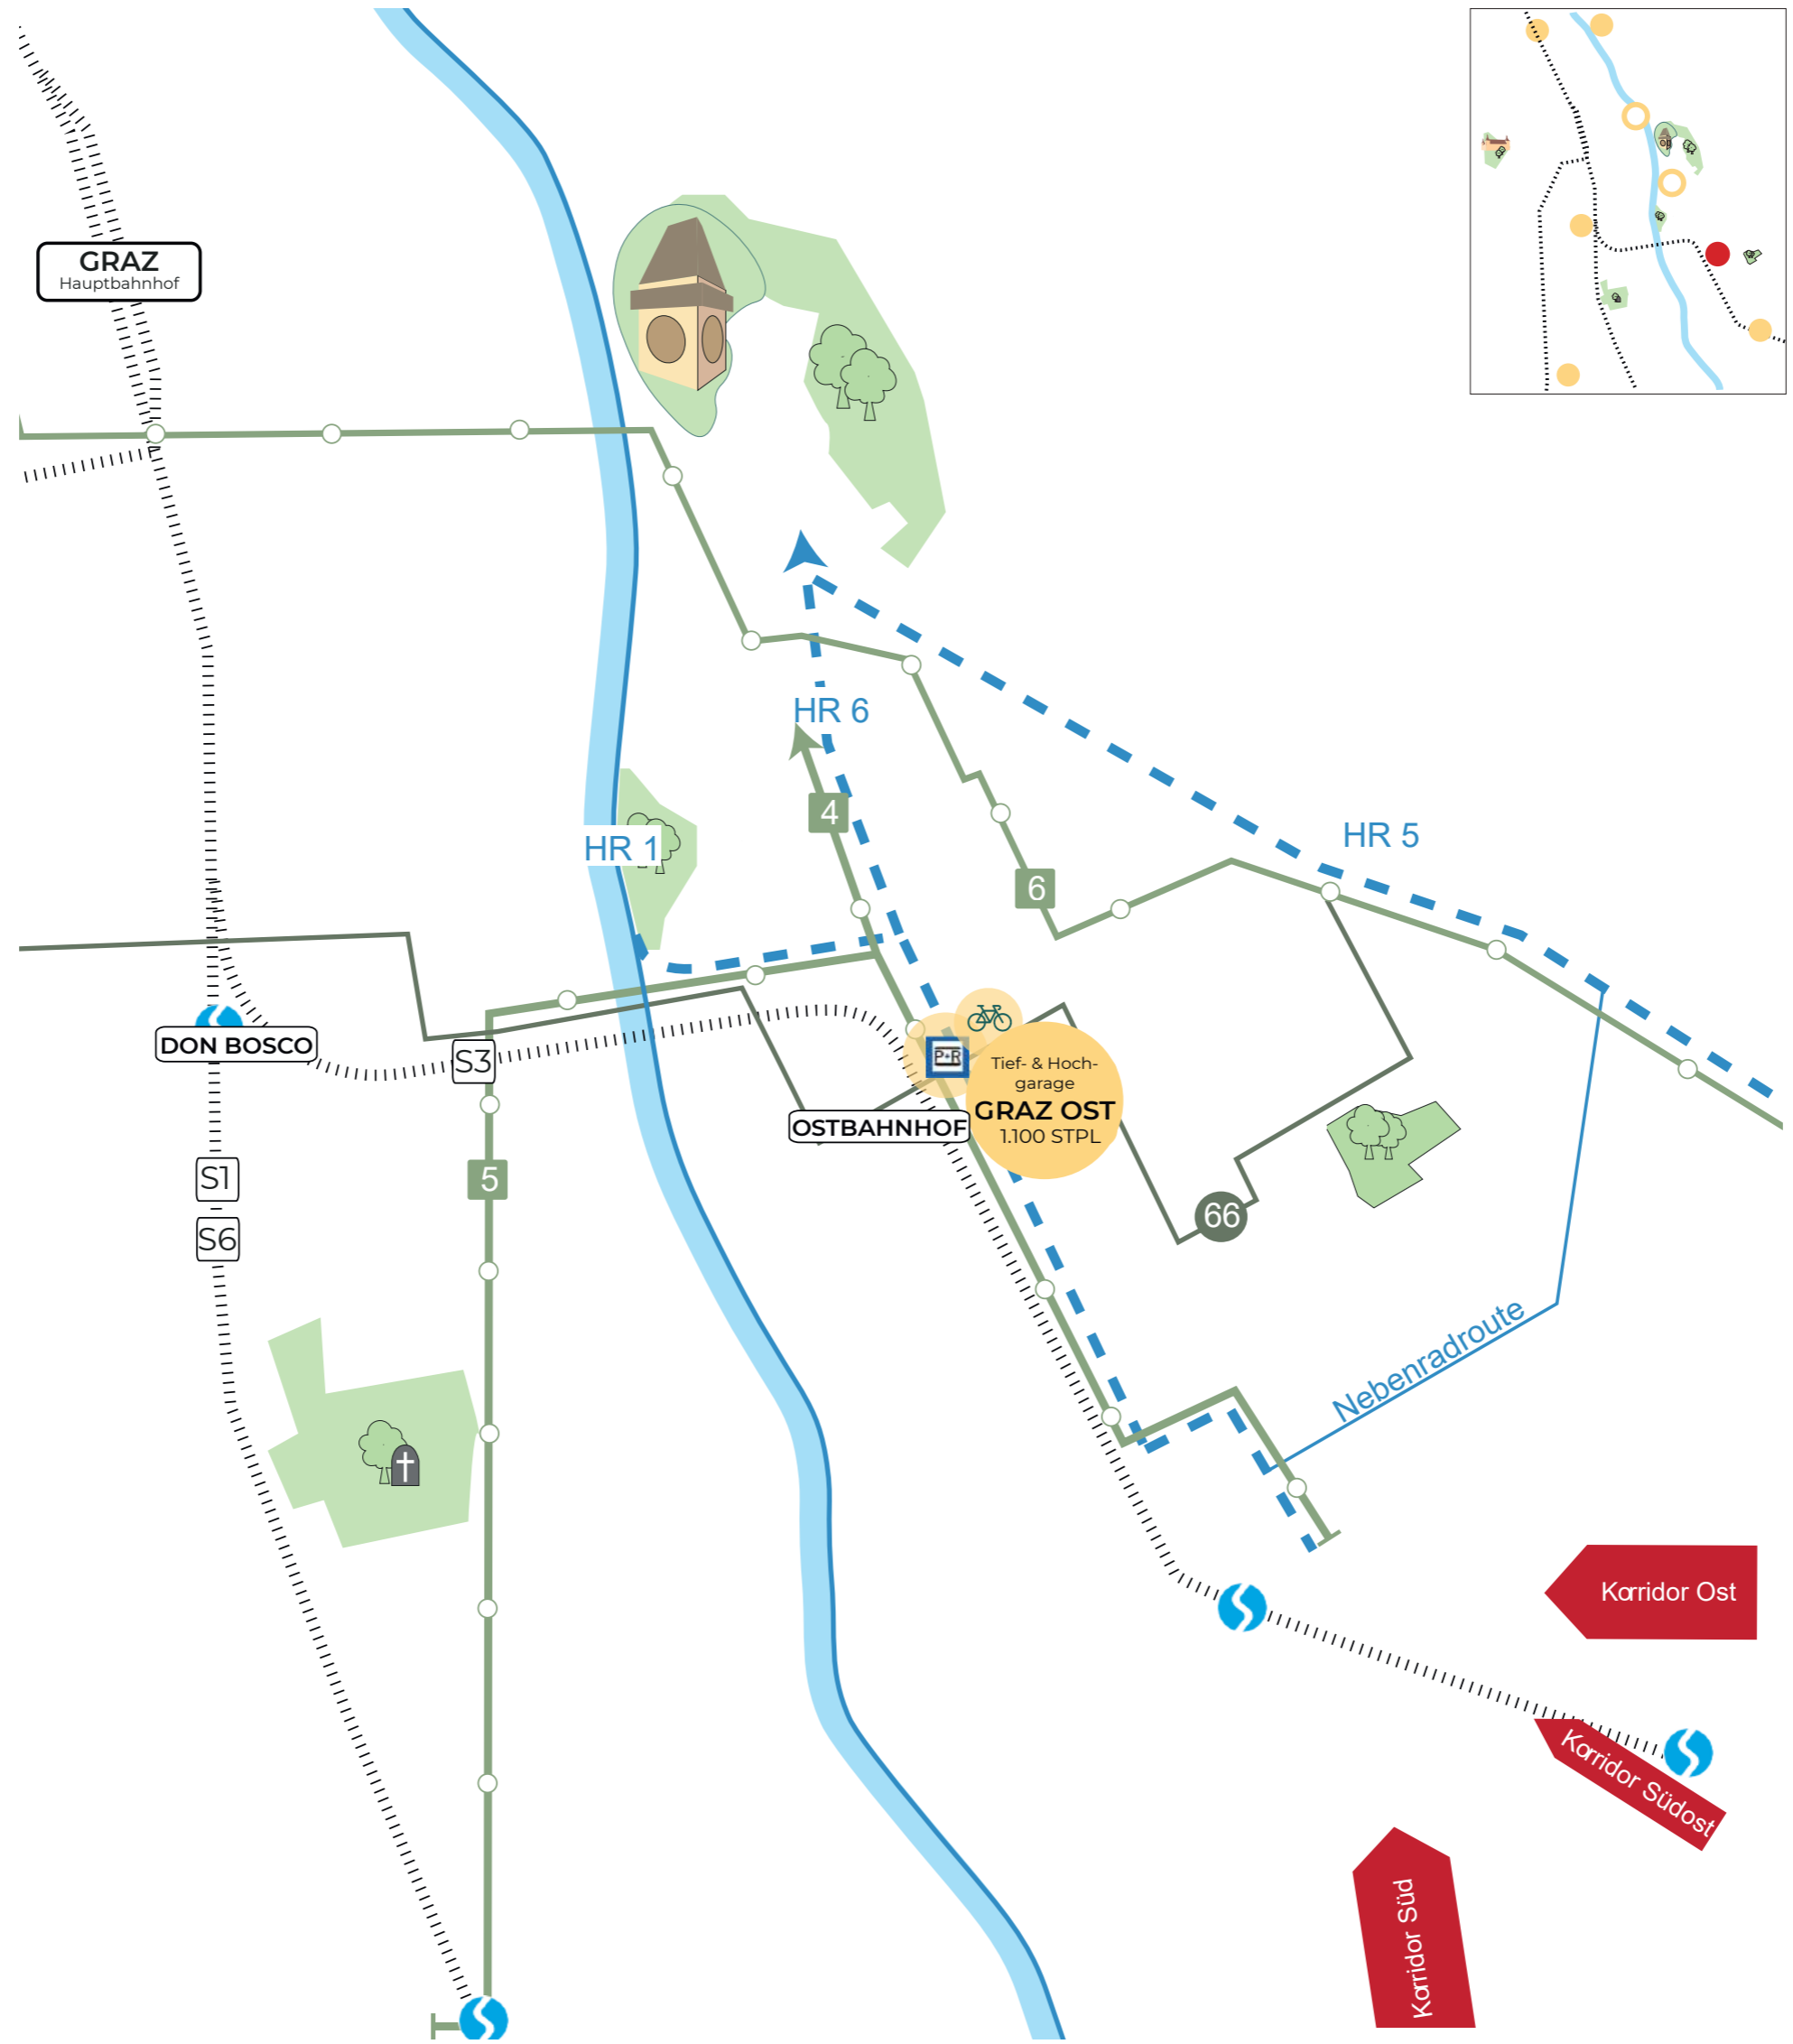 GRAZ
Hauptbahnhof
HR 6
4
HR 5
HR 1
6
P+R
DON BOSCO
S3
Tief- & Hoch-
garage
GRAZ OST
1.100 STPL
OSTBAHNHOF
S1
5
66
S6
Nebenradroute
Korridor Ost
Korridor Südost
Korridor Süd